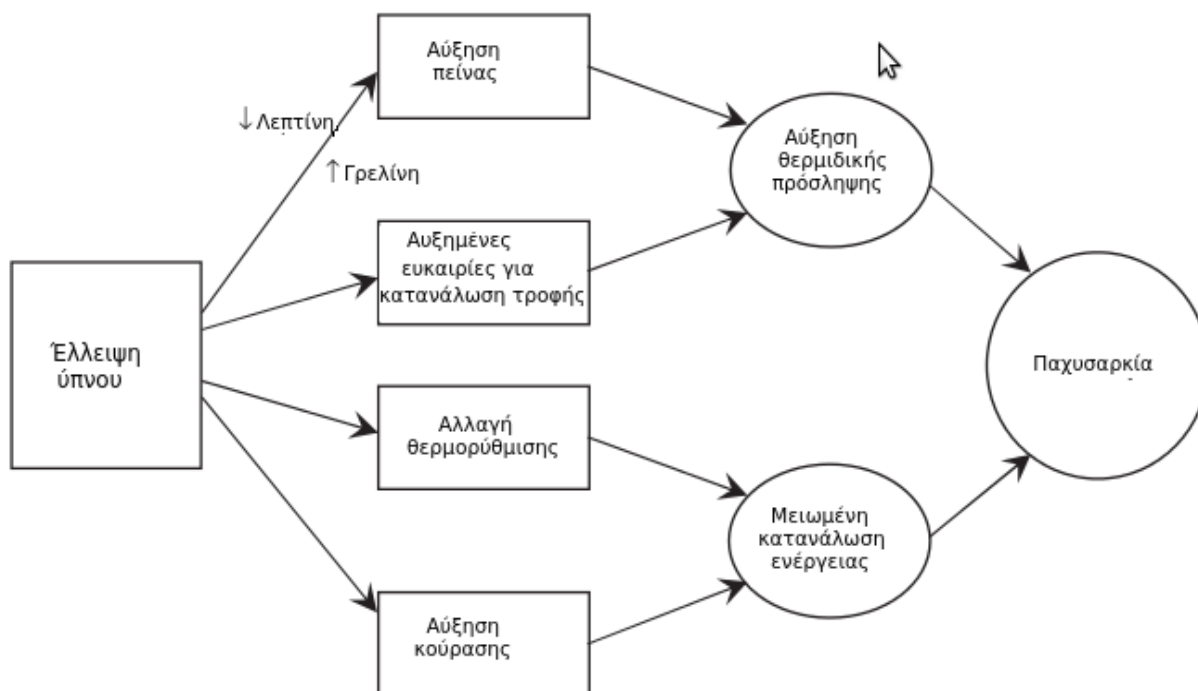 Αύξηση
πείνας
↓Λεπτίνη,
↑Γρελίνη
Αύξηση
θερμιδικής
πρόσληψης
Αυξημένες
ευκαιρίες για
κατανάλωση τροφής
Έλλειψη
ύπνου
Παχυσαρκία
Αλλαγή
θερμορύθμισης
Μειωμένη
κατανάλωση
ενέργειας
Αύξηση
κούρασης